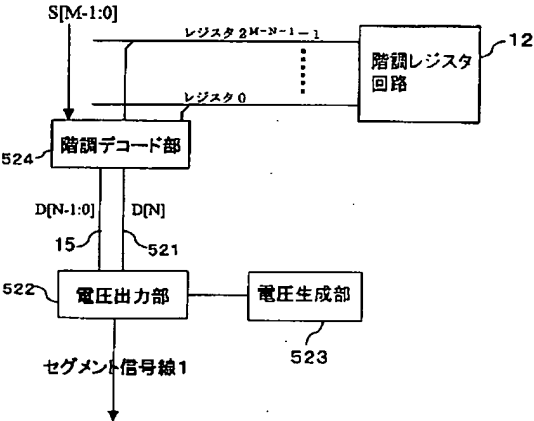 S[M-1:0]
レジスタ 2^{M-N-1}-1
階調レジスタ
回路
12
レジスタ 0
階調デコード部
524
D[N-1:0]
D[N]
15
521
522
電圧出力部
電圧生成部
523
セグメント信号線1